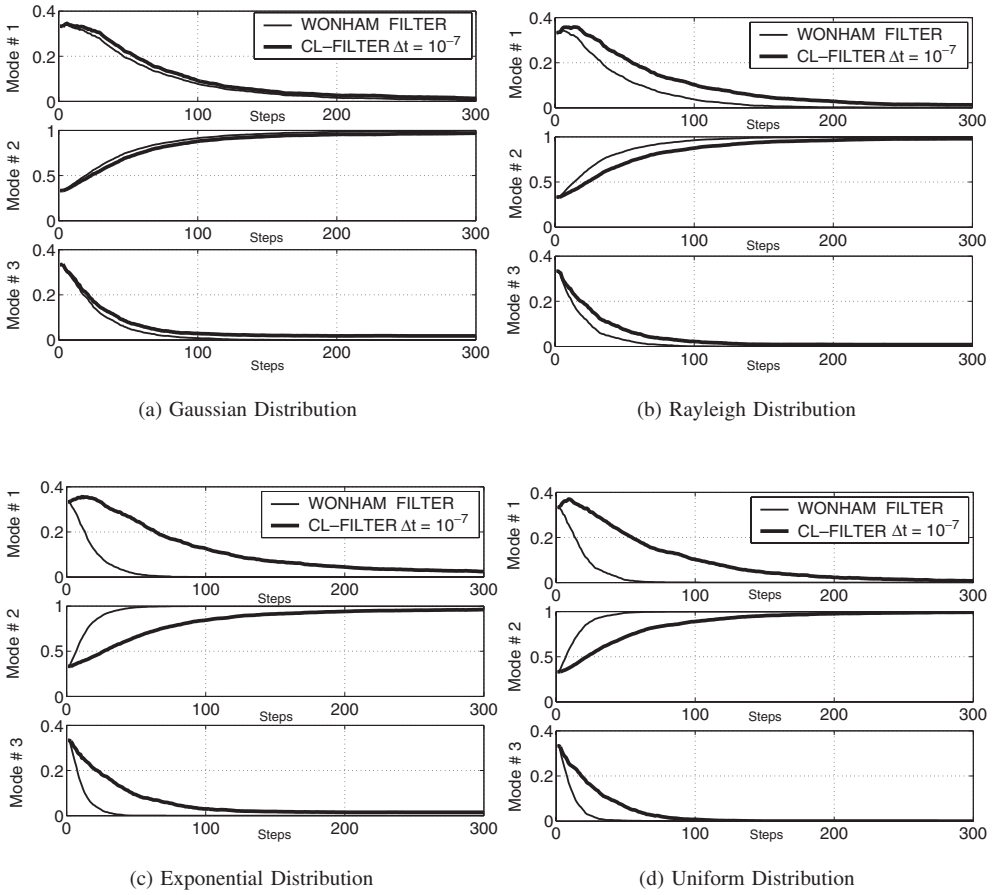 0.4
0.2
0
Mode # 1
WONHAM FILTER
CL–FILTER Δt = 10⁻⁷
0 100 200 300
Steps
1
0.5
0
Mode # 2
0 100 200 300
Steps
0.4
0.2
0
Mode # 3
0 100 200 300
Steps
(a) Gaussian Distribution
0.4
0.2
0
Mode # 1
WONHAM FILTER
CL–FILTER Δt = 10⁻⁷
0 100 200 300
Steps
1
0.5
0
Mode # 2
0 100 200 300
Steps
0.4
0.2
0
Mode # 3
0 100 200 300
Steps
(b) Rayleigh Distribution
0.4
0.2
0
Mode # 1
WONHAM FILTER
CL–FILTER Δt = 10⁻⁷
0 100 200 300
Steps
1
0.5
0
Mode # 2
0 100 200 300
Steps
0.4
0.2
0
Mode # 3
0 100 200 300
Steps
(c) Exponential Distribution
0.4
0.2
0
Mode # 1
WONHAM FILTER
CL–FILTER Δt = 10⁻⁷
0 100 200 300
Steps
1
0.5
0
Mode # 2
0 100 200 300
Steps
0.4
0.2
0
Mode # 3
0 100 200 300
Steps
(d) Uniform Distribution